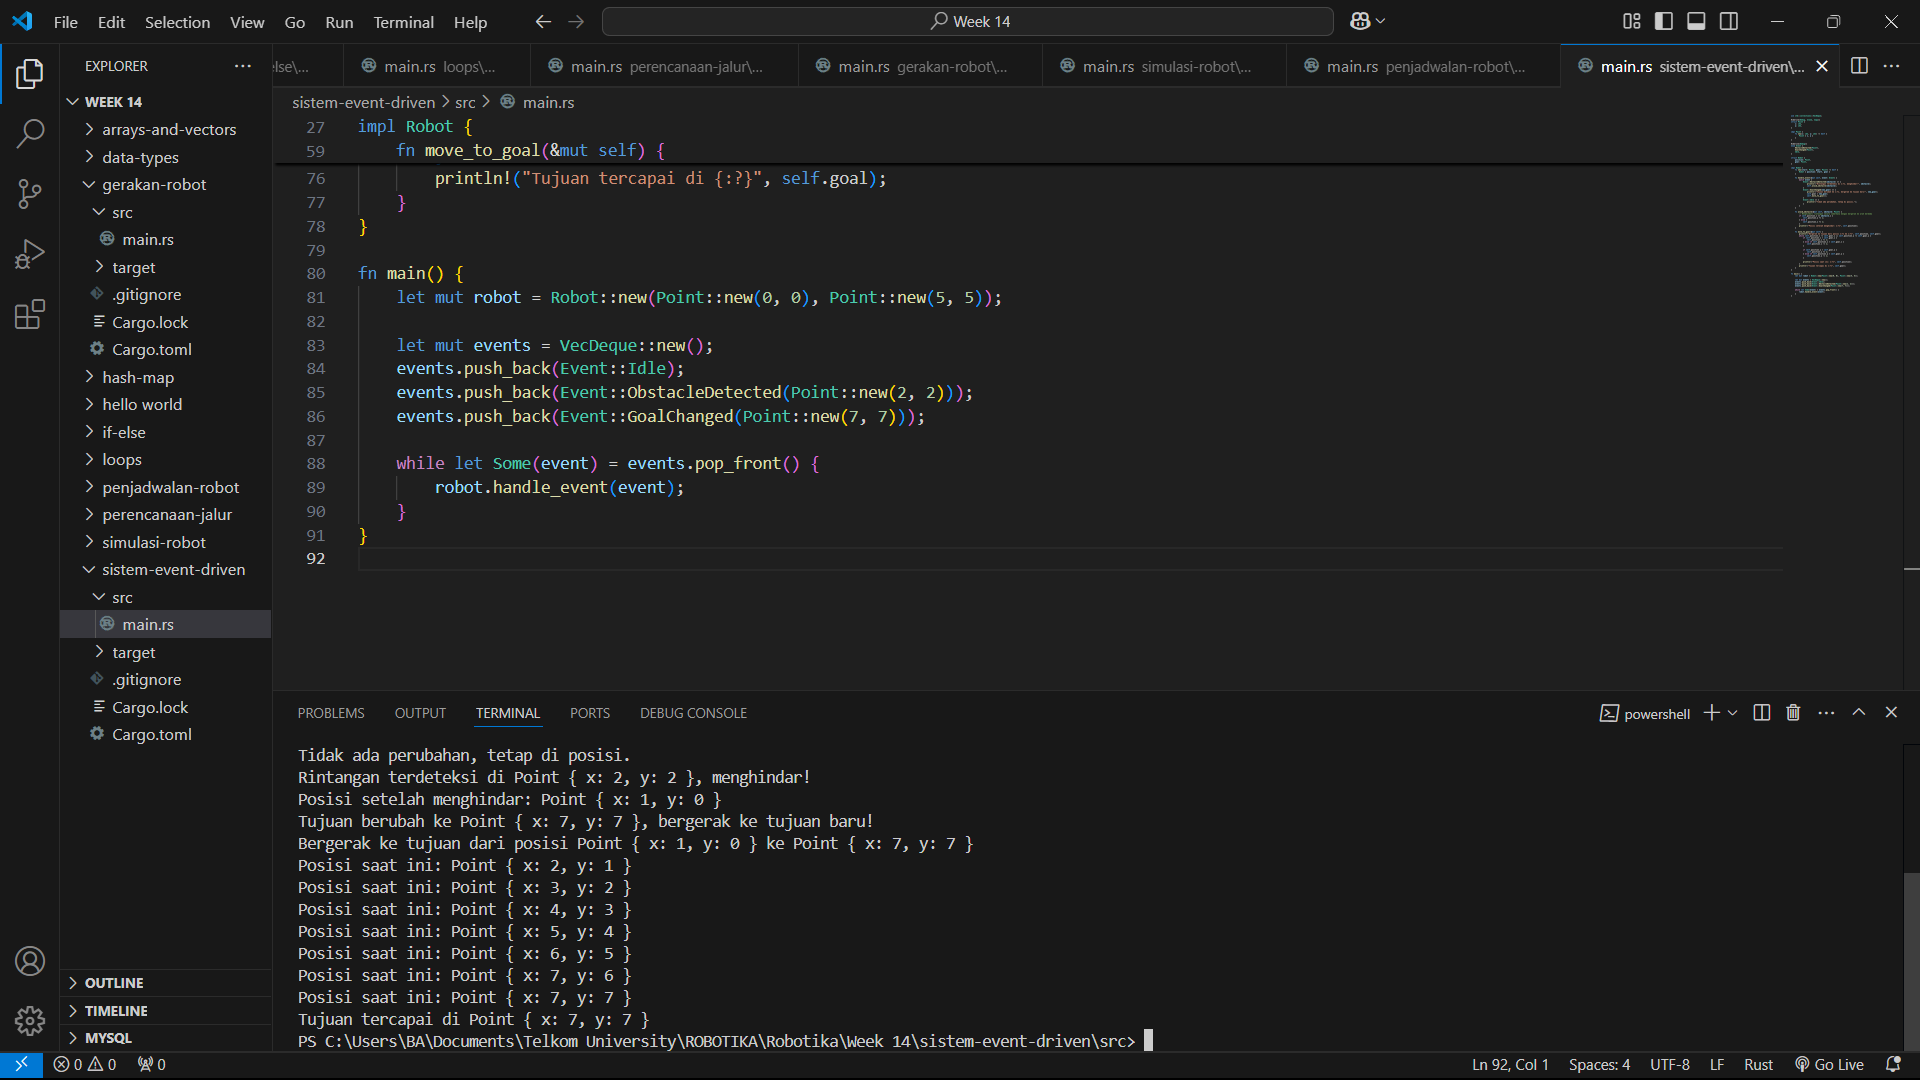 File Edit Selection View Go Run Terminal Help
Week 14
EXPLORER
lse\...
main.rs loops\...
main.rs perencanaan-jalur\...
main.rs gerakan-robot\...
main.rs simulasi-robot\...
main.rs penjadwalan-robot\...
main.rs sistem-event-driven\...
WEEK 14
arrays-and-vectors
data-types
gerakan-robot
src
main.rs
target
.gitignore
Cargo.lock
Cargo.toml
hash-map
hello world
if-else
loops
penjadwalan-robot
perencanaan-jalur
simulasi-robot
sistem-event-driven
src
main.rs
target
.gitignore
Cargo.lock
Cargo.toml
OUTLINE
TIMELINE
MYSQL
sistem-event-driven > src > main.rs
27 impl Robot {
59 fn move_to_goal(&mut self) {
76 println!("Tujuan tercapai di {:?}", self.goal);
77 }
78 }
79
80 fn main() {
81 let mut robot = Robot::new(Point::new(0, 0), Point::new(5, 5));
82
83 let mut events = VecDeque::new();
84 events.push_back(Event::Idle);
85 events.push_back(Event::ObstacleDetected(Point::new(2, 2)));
86 events.push_back(Event::GoalChanged(Point::new(7, 7)));
87
88 while let Some(event) = events.pop_front() {
89 robot.handle_event(event);
90 }
91 }
92
PROBLEMS OUTPUT TERMINAL PORTS DEBUG CONSOLE
powershell
Tidak ada perubahan, tetap di posisi.
Rintangan terdeteksi di Point { x: 2, y: 2 }, menghindar!
Posisi setelah menghindar: Point { x: 1, y: 0 }
Tujuan berubah ke Point { x: 7, y: 7 }, bergerak ke tujuan baru!
Bergerak ke tujuan dari posisi Point { x: 1, y: 0 } ke Point { x: 7, y: 7 }
Posisi saat ini: Point { x: 2, y: 1 }
Posisi saat ini: Point { x: 3, y: 2 }
Posisi saat ini: Point { x: 4, y: 3 }
Posisi saat ini: Point { x: 5, y: 4 }
Posisi saat ini: Point { x: 6, y: 5 }
Posisi saat ini: Point { x: 7, y: 6 }
Posisi saat ini: Point { x: 7, y: 7 }
Tujuan tercapai di Point { x: 7, y: 7 }
PS C:\Users\BA\Documents\Telkom University\ROBOTIKA\Robotika\Week 14\sistem-event-driven\src>
0 0 0
Ln 92, Col 1 Spaces: 4 UTF-8 LF Rust Go Live